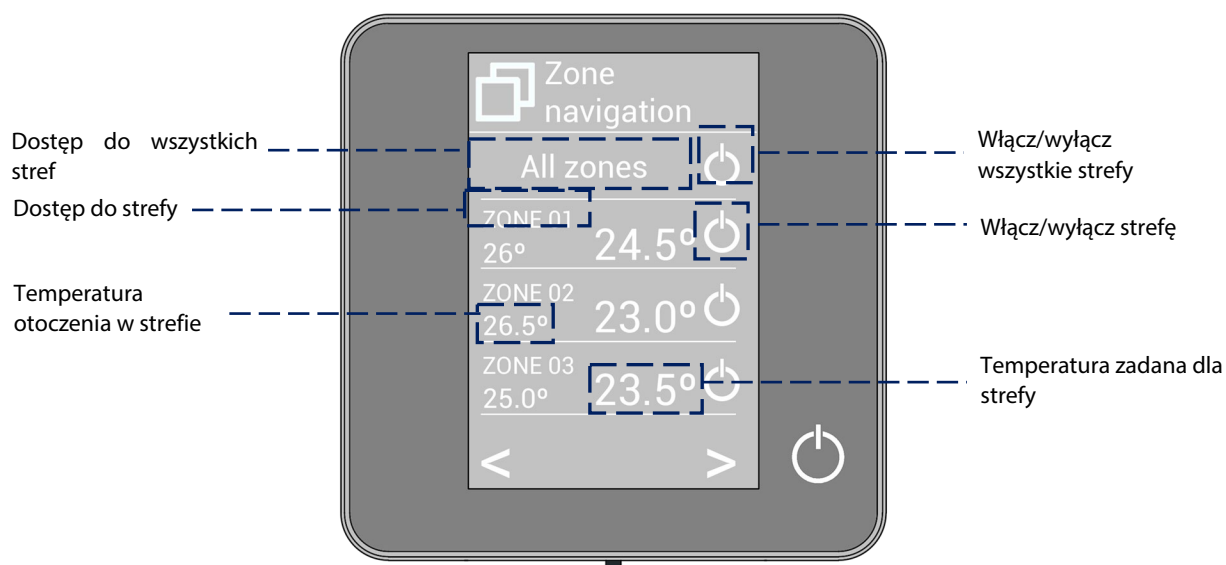 Zone
navigation
All zones
ZONE 01
26º
24.5º
ZONE 02
26.5º
23.0º
ZONE 03
25.0º
23.5º
<
>
Dostęp do wszystkich
stref
Dostęp do strefy
Temperatura
otoczenia w strefie
Włącz/wyłącz
wszystkie strefy
Włącz/wyłącz strefę
Temperatura zadana dla
strefy